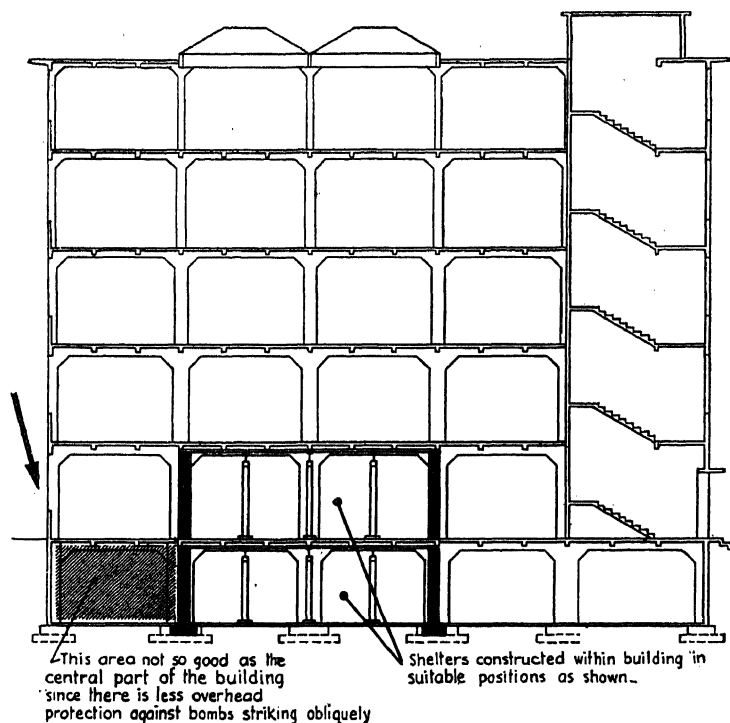 This area not so good as the
central part of the building
since there is less overhead
protection against bombs striking obliquely
Shelters constructed within building in
suitable positions as shown.